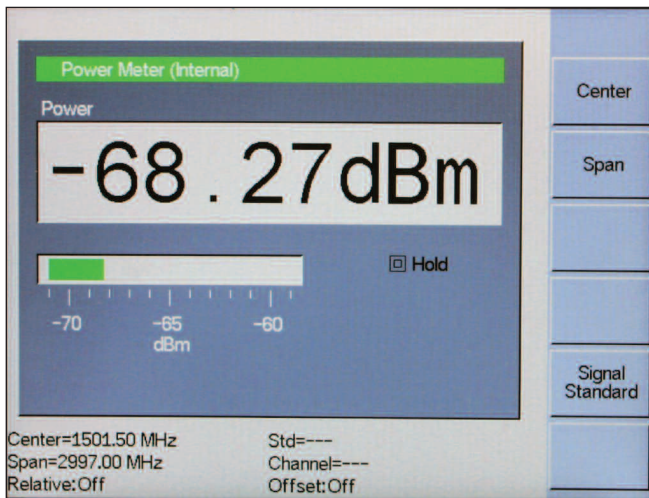 Power Meter (Internal)
Power
-68.27dBm
Hold
-70 -65 -60
dBm
Center=1501.50 MHz Std=---
Span=2997.00 MHz Channel=---
Relative:Off Offset:Off
Center
Span
Signal
Standard